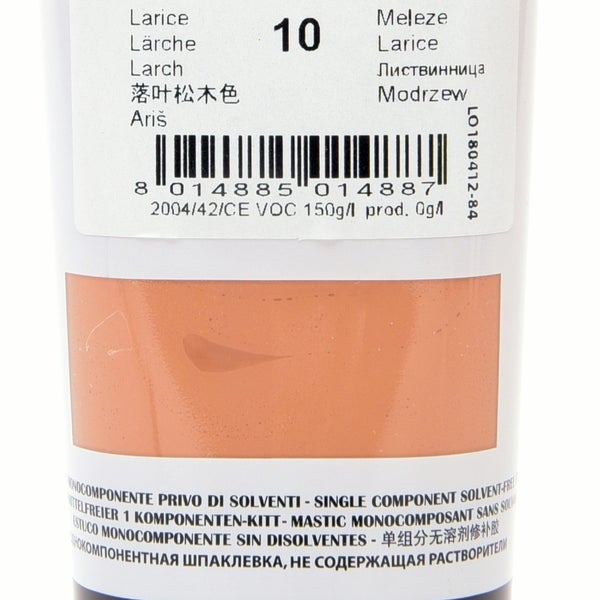 Larice
Lärche
Larch
落叶松木色
Ariš
10
Meleze
Larice
Лиственница
Modrzew
LO180412-84
8 014885 014887
2004/42/CE VOC 150g/l prod. 0g/l
MONOCOMPONENTE PRIVO DI SOLVENTI - SINGLE COMPONENT SOLVENT-FREE
1 KOMPONENTEN-KITT - MASTIC MONOCOMPOSANT SANS
ESTUCO MONOCOMPONENTE SIN DISOLVENTES - 单组分无溶剂修补胶
ШПАКЛЕВКА, НЕ СОДЕРЖАЩАЯ РАСТВОРИТЕЛИ